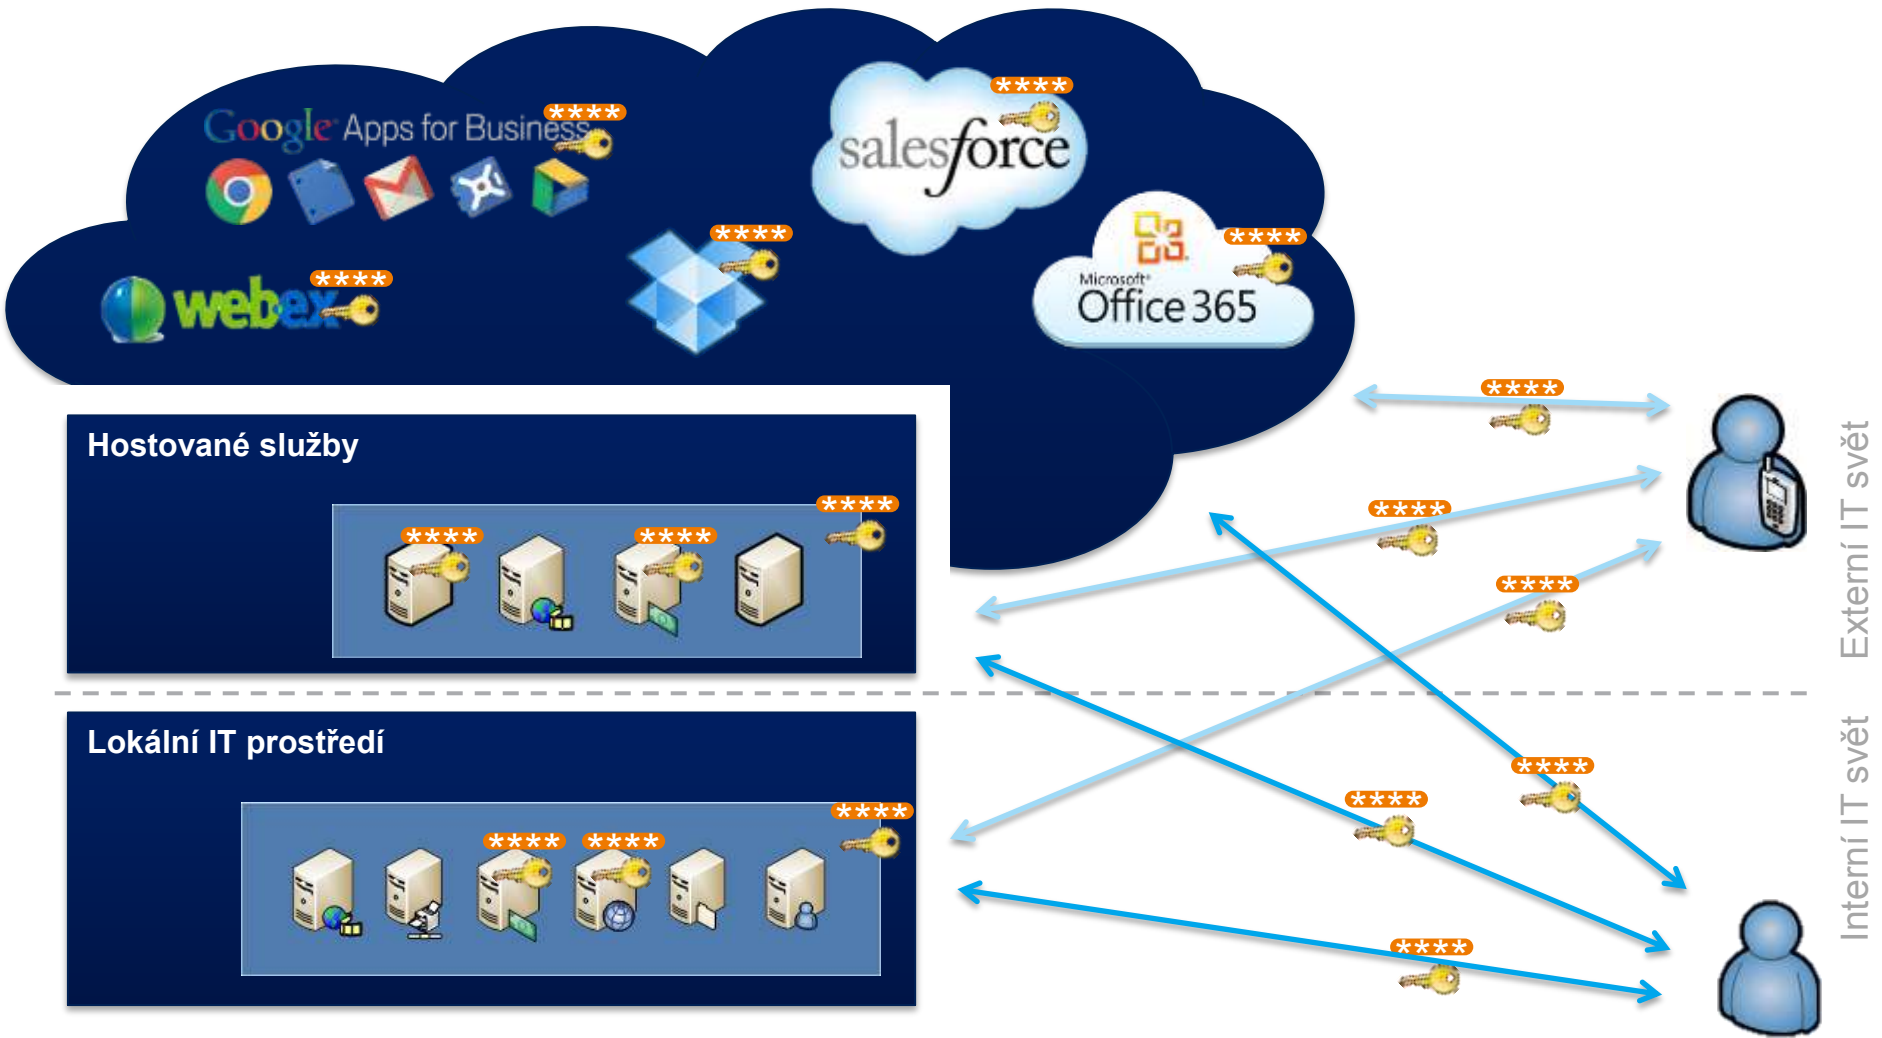 ****
Google Apps for Business
****
salesforce
****
webex
****
****
Microsoft®
Office 365
****
Hostované služby
****
****
****
****
****
Externí IT svět
Lokální IT prostředí
****
****
****
****
****
****
Interní IT svět